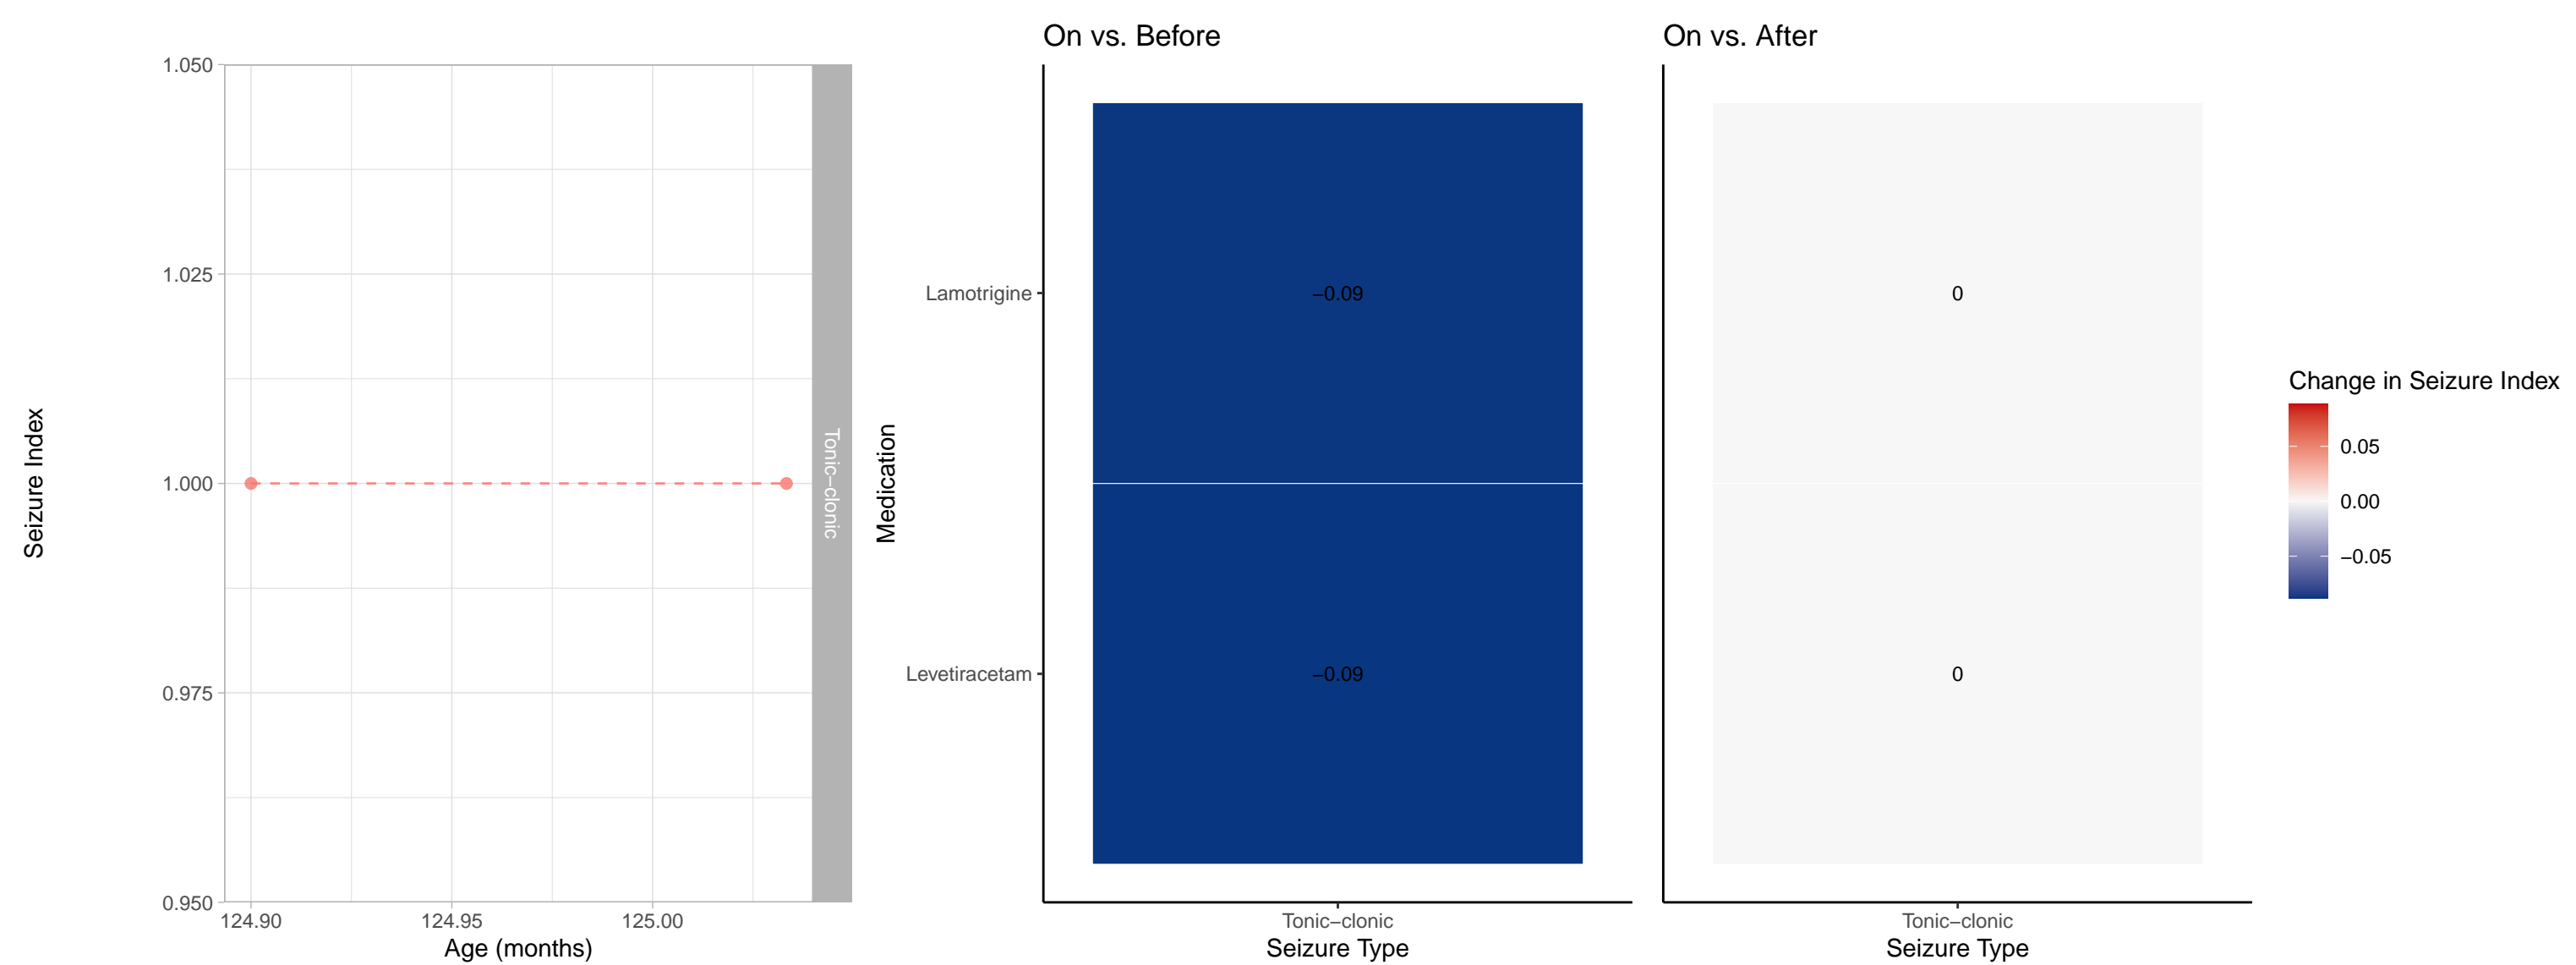 On vs. Before
On vs. After
1.050
1.025
1.000
0.975
0.950
Seizure Index
124.90
124.95
125.00
Age (months)
Tonic−clonic
Medication
Lamotrigine
Levetiracetam
−0.09
−0.09
Tonic−clonic
Seizure Type
0
0
Tonic−clonic
Seizure Type
Change in Seizure Index
0.05
0.00
−0.05